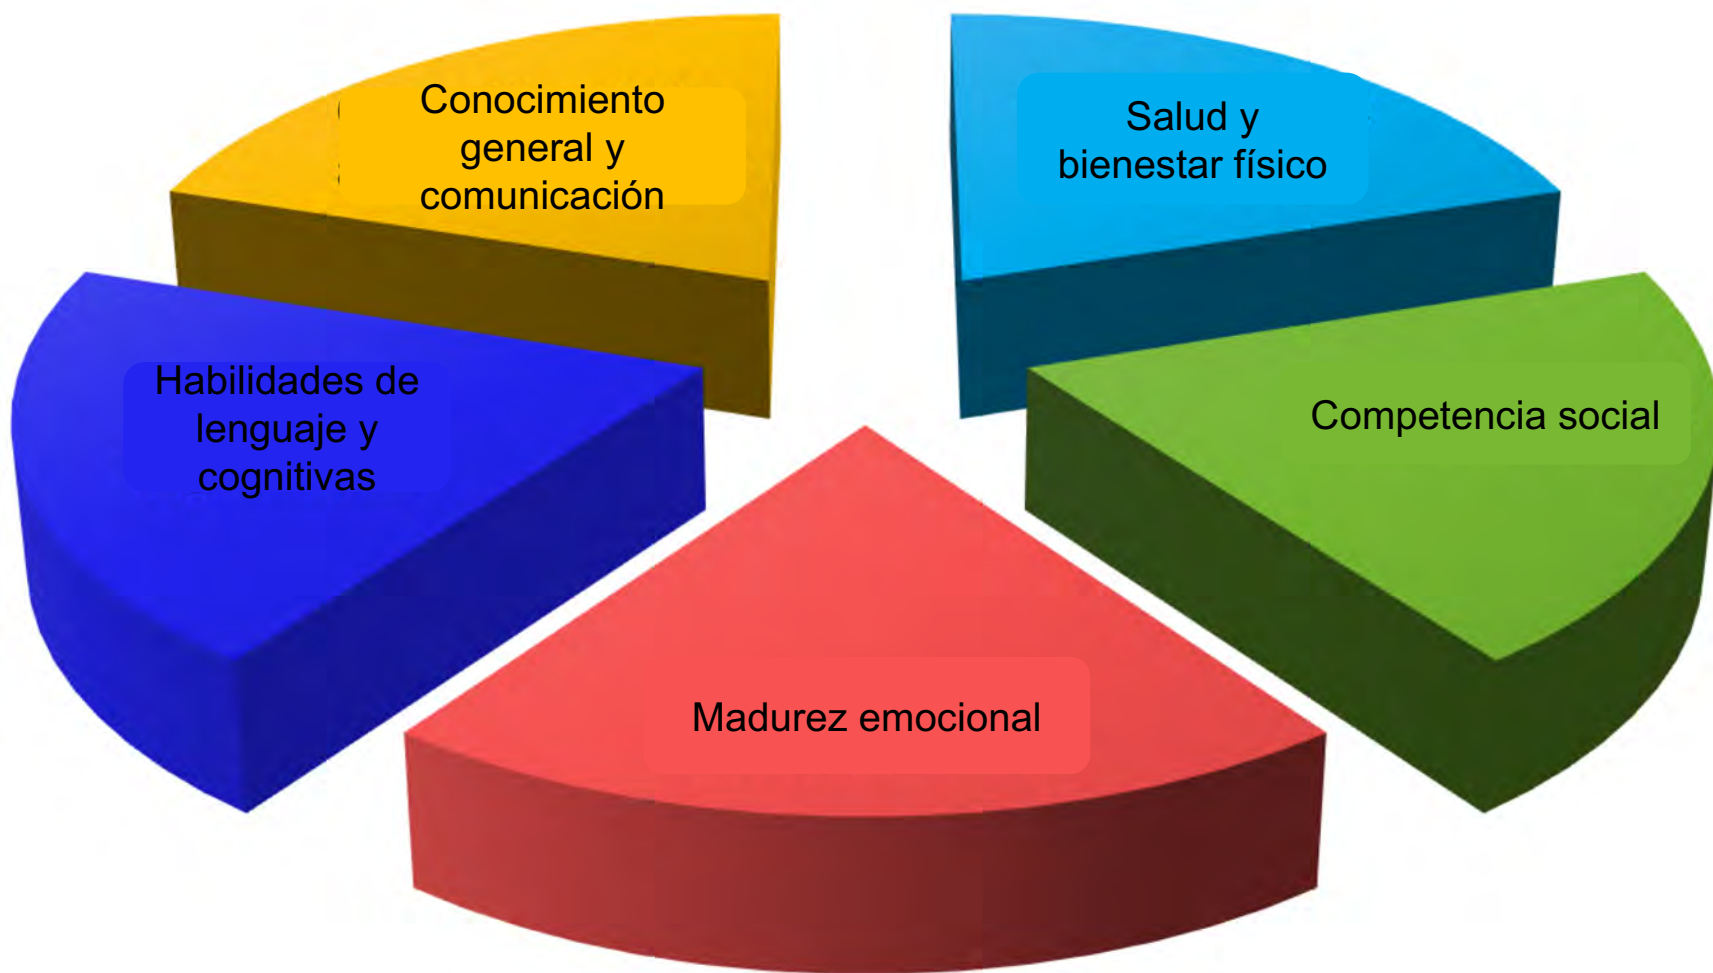 Conocimiento
general y
comunicación
Salud y
bienestar físico
Habilidades de
lenguaje y
cognitivas
Competencia social
Madurez emocional